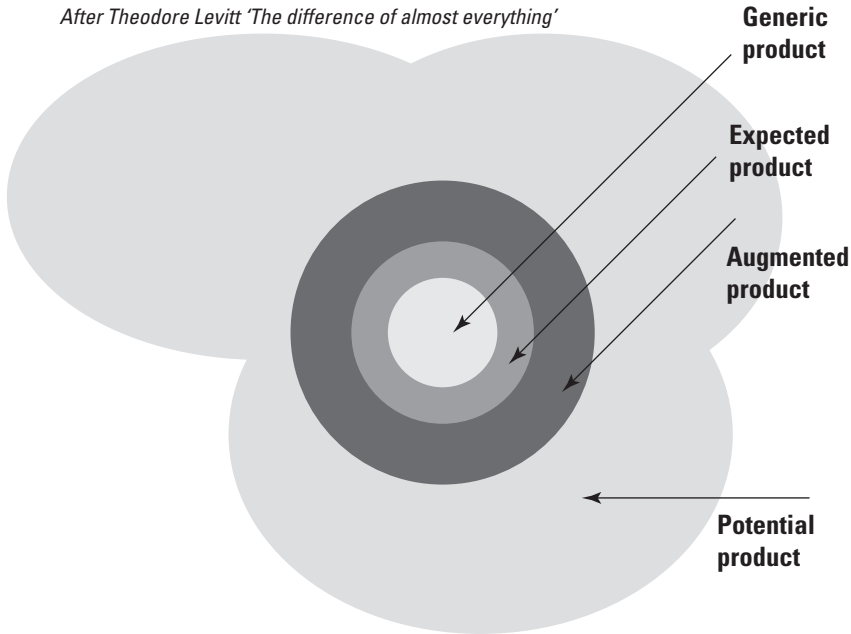 After Theodore Levitt ‘The difference of almost everything’
Generic
product
Expected
product
Augmented
product
Potential
product